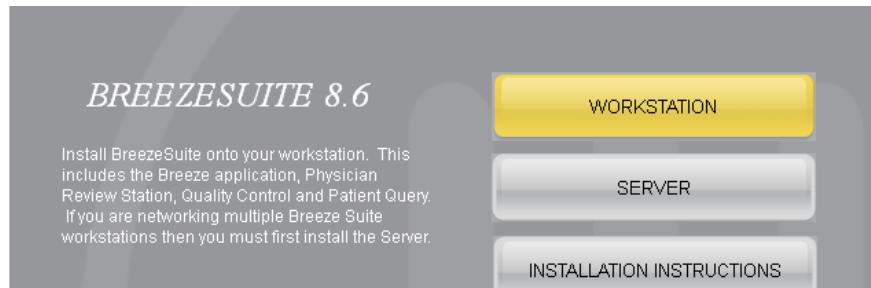 BREEZESUITE 8.6
Install BreezeSuite onto your workstation. This
includes the Breeze application, Physician
Review Station, Quality Control and Patient Query.
If you are networking multiple Breeze Suite
workstations then you must first install the Server.
WORKSTATION
SERVER
INSTALLATION INSTRUCTIONS